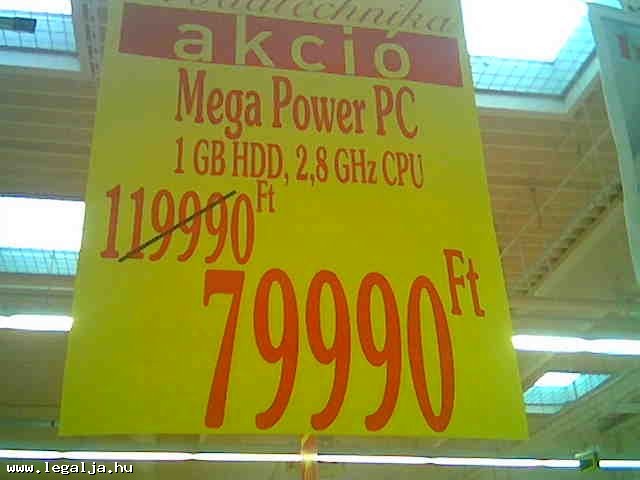 akció
Mega Power PC
1 GB HDD, 2,8 GHz CPU
119990 Ft
79990 Ft
www.legalja.hu